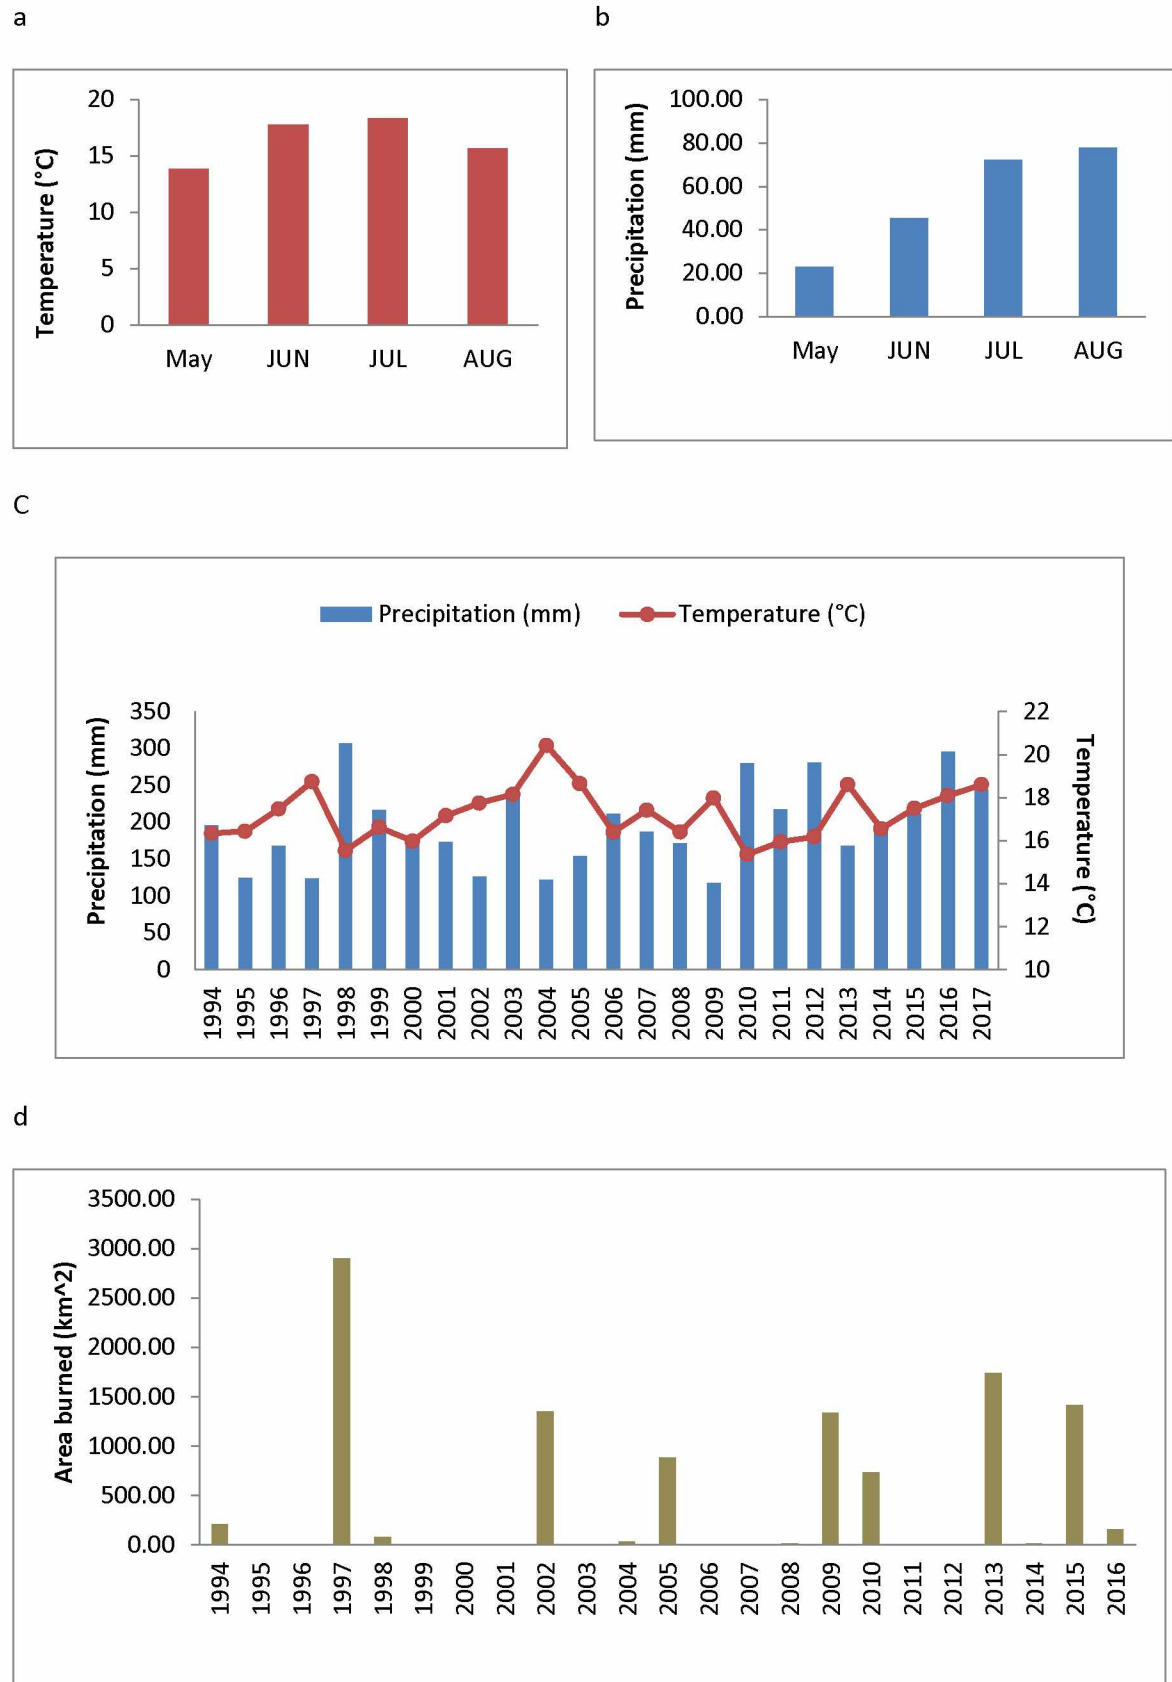 a
b
Temperature (°C)
20
15
10
5
0
May JUN JUL AUG
Precipitation (mm)
100.00
80.00
60.00
40.00
20.00
0.00
May JUN JUL AUG
C
Precipitation (mm) Temperature (°C)
Precipitation (mm)
350
300
250
200
150
100
50
0
22
20
18
16
14
12
10
Temperature (°C)
1994 1995 1996 1997 1998 1999 2000 2001 2002 2003 2004 2005 2006 2007 2008 2009 2010 2011 2012 2013 2014 2015 2016 2017
d
Area burned (km^2)
3500.00
3000.00
2500.00
2000.00
1500.00
1000.00
500.00
0.00
1994 1995 1996 1997 1998 1999 2000 2001 2002 2003 2004 2005 2006 2007 2008 2009 2010 2011 2012 2013 2014 2015 2016